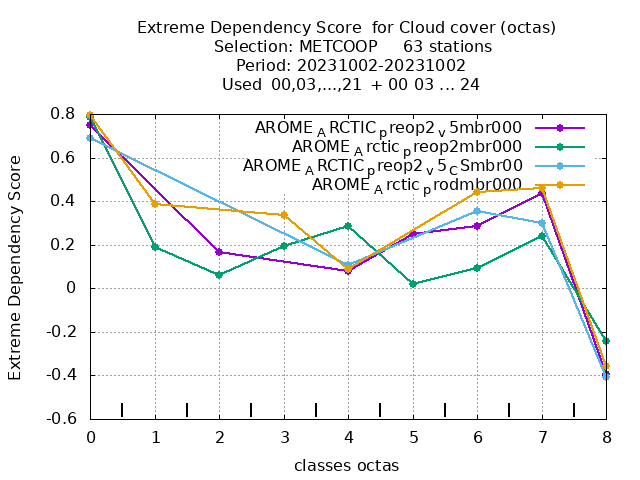 Extreme Dependency Score  for Cloud cover (octas)
Selection: METCOOP     63 stations
Period: 20231002-20231002
Used  00,03,...,21  + 00 03 ... 24
AROME_ARCTIC_preop2_v5mbr000
AROME_Arctic_preop2mbr000
AROME_ARCTIC_preop2_v5_CSmbr00
AROME_Arctic_prodmbr000
Extreme Dependency Score
0.8
0.6
0.4
0.2
0
-0.2
-0.4
-0.6
0 1 2 3 4 5 6 7 8
classes octas